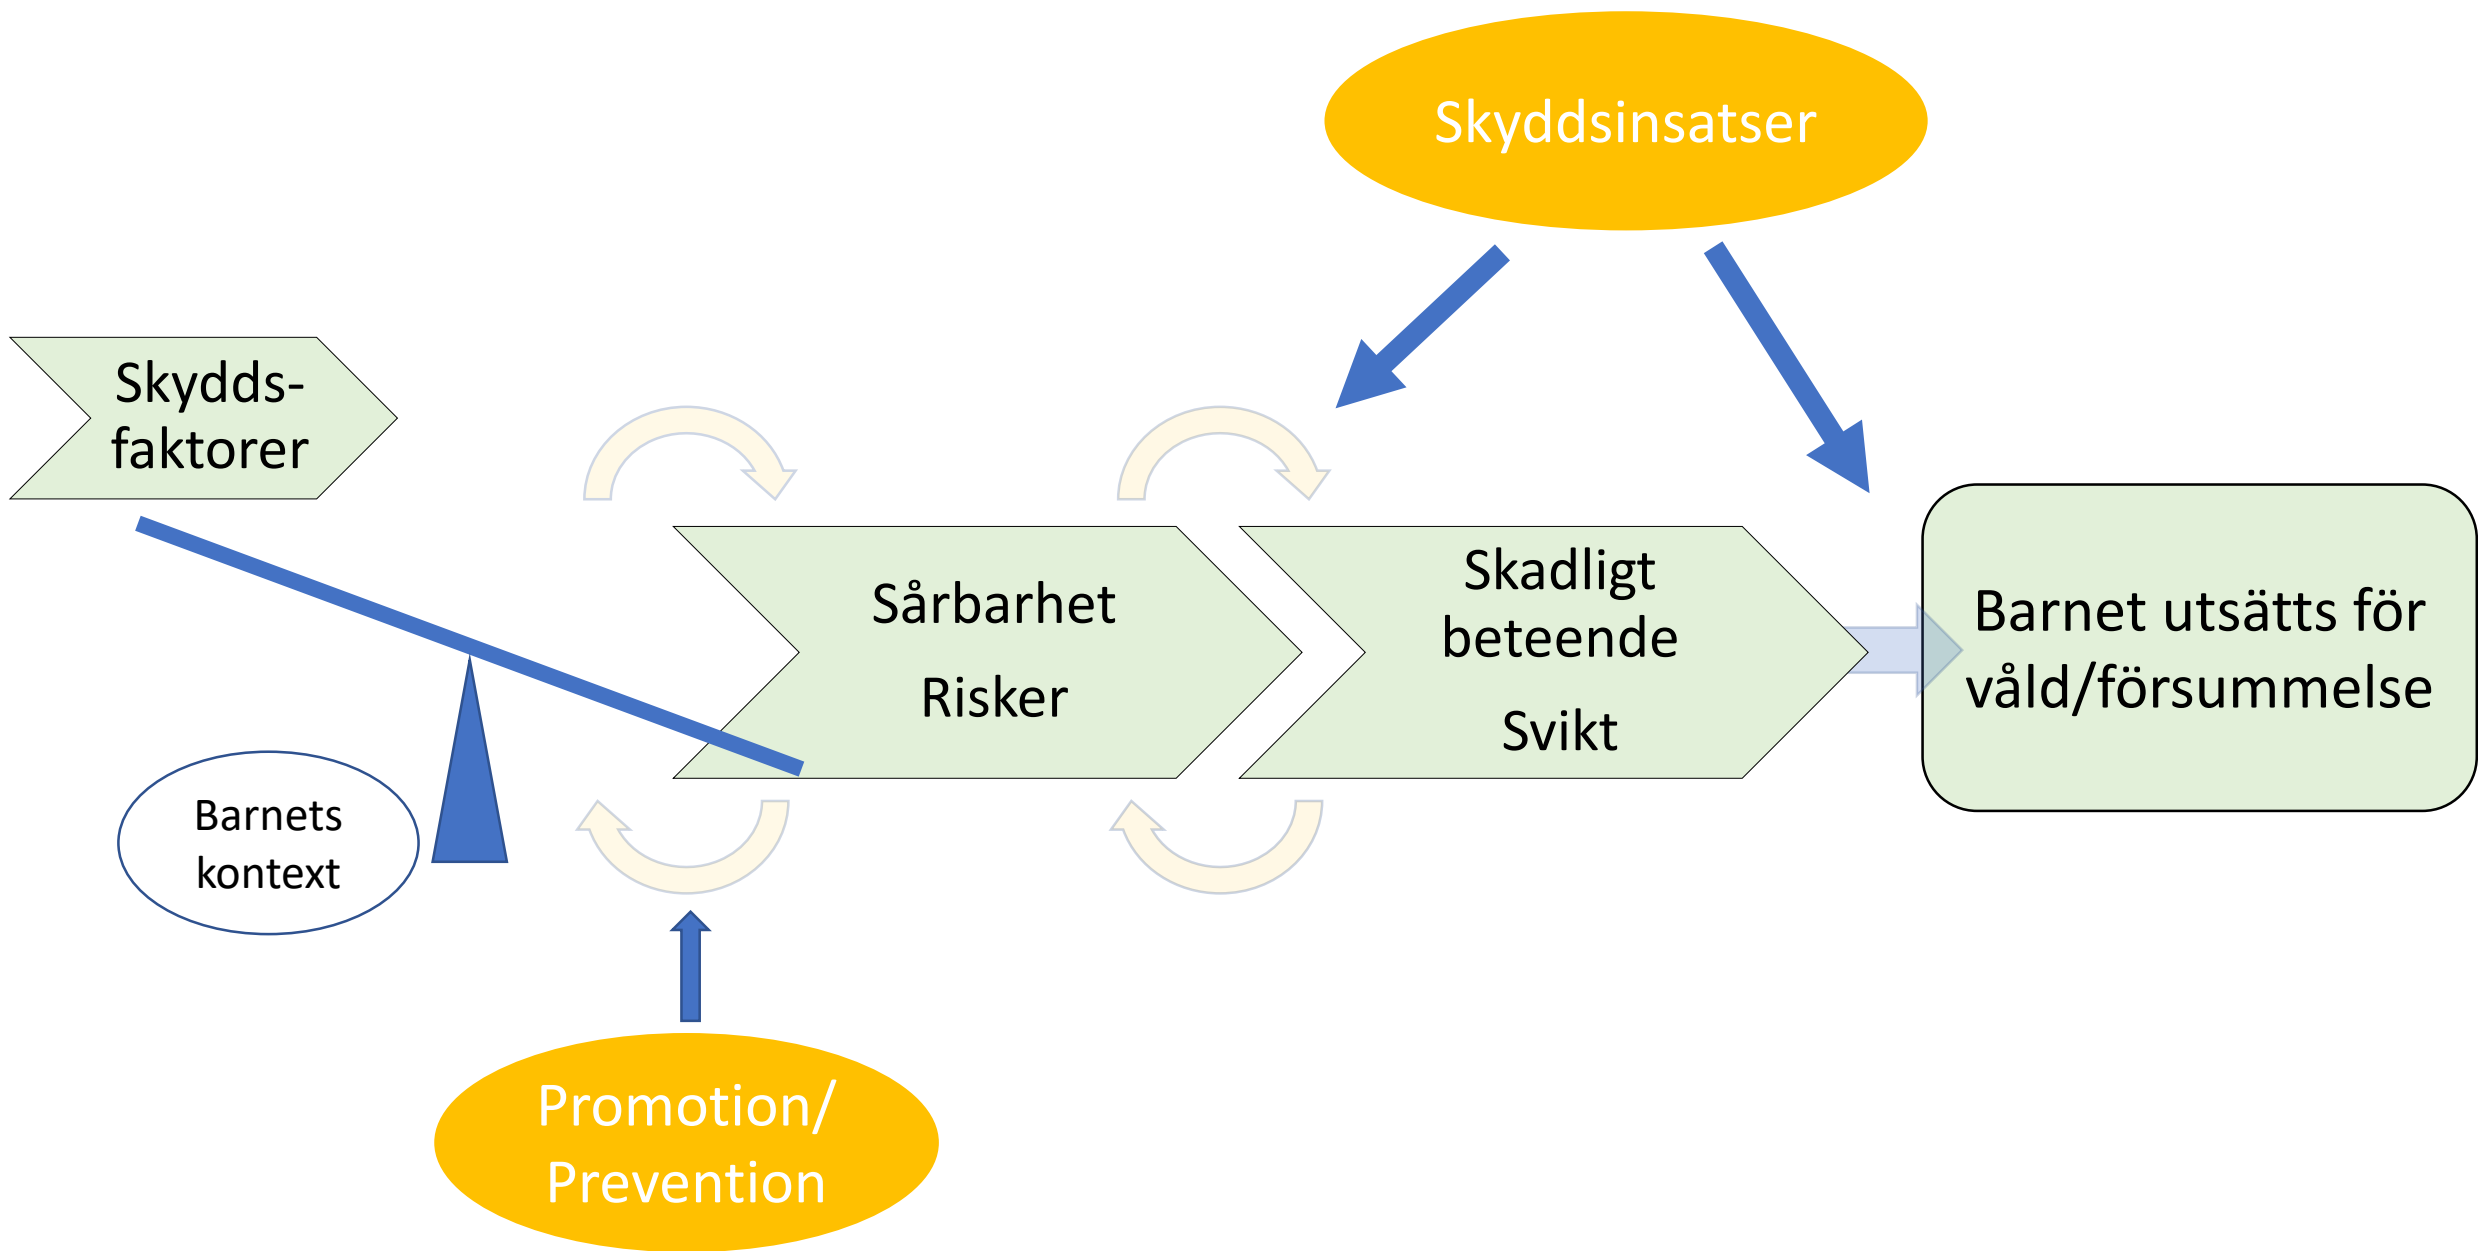 Skyddsinsatser
Skydds-
faktorer
Sårbarhet
Risker
Skadligt
beteende
Svikt
Barnet utsätts för
våld/försummelse
Barnets
kontext
Promotion/
Prevention